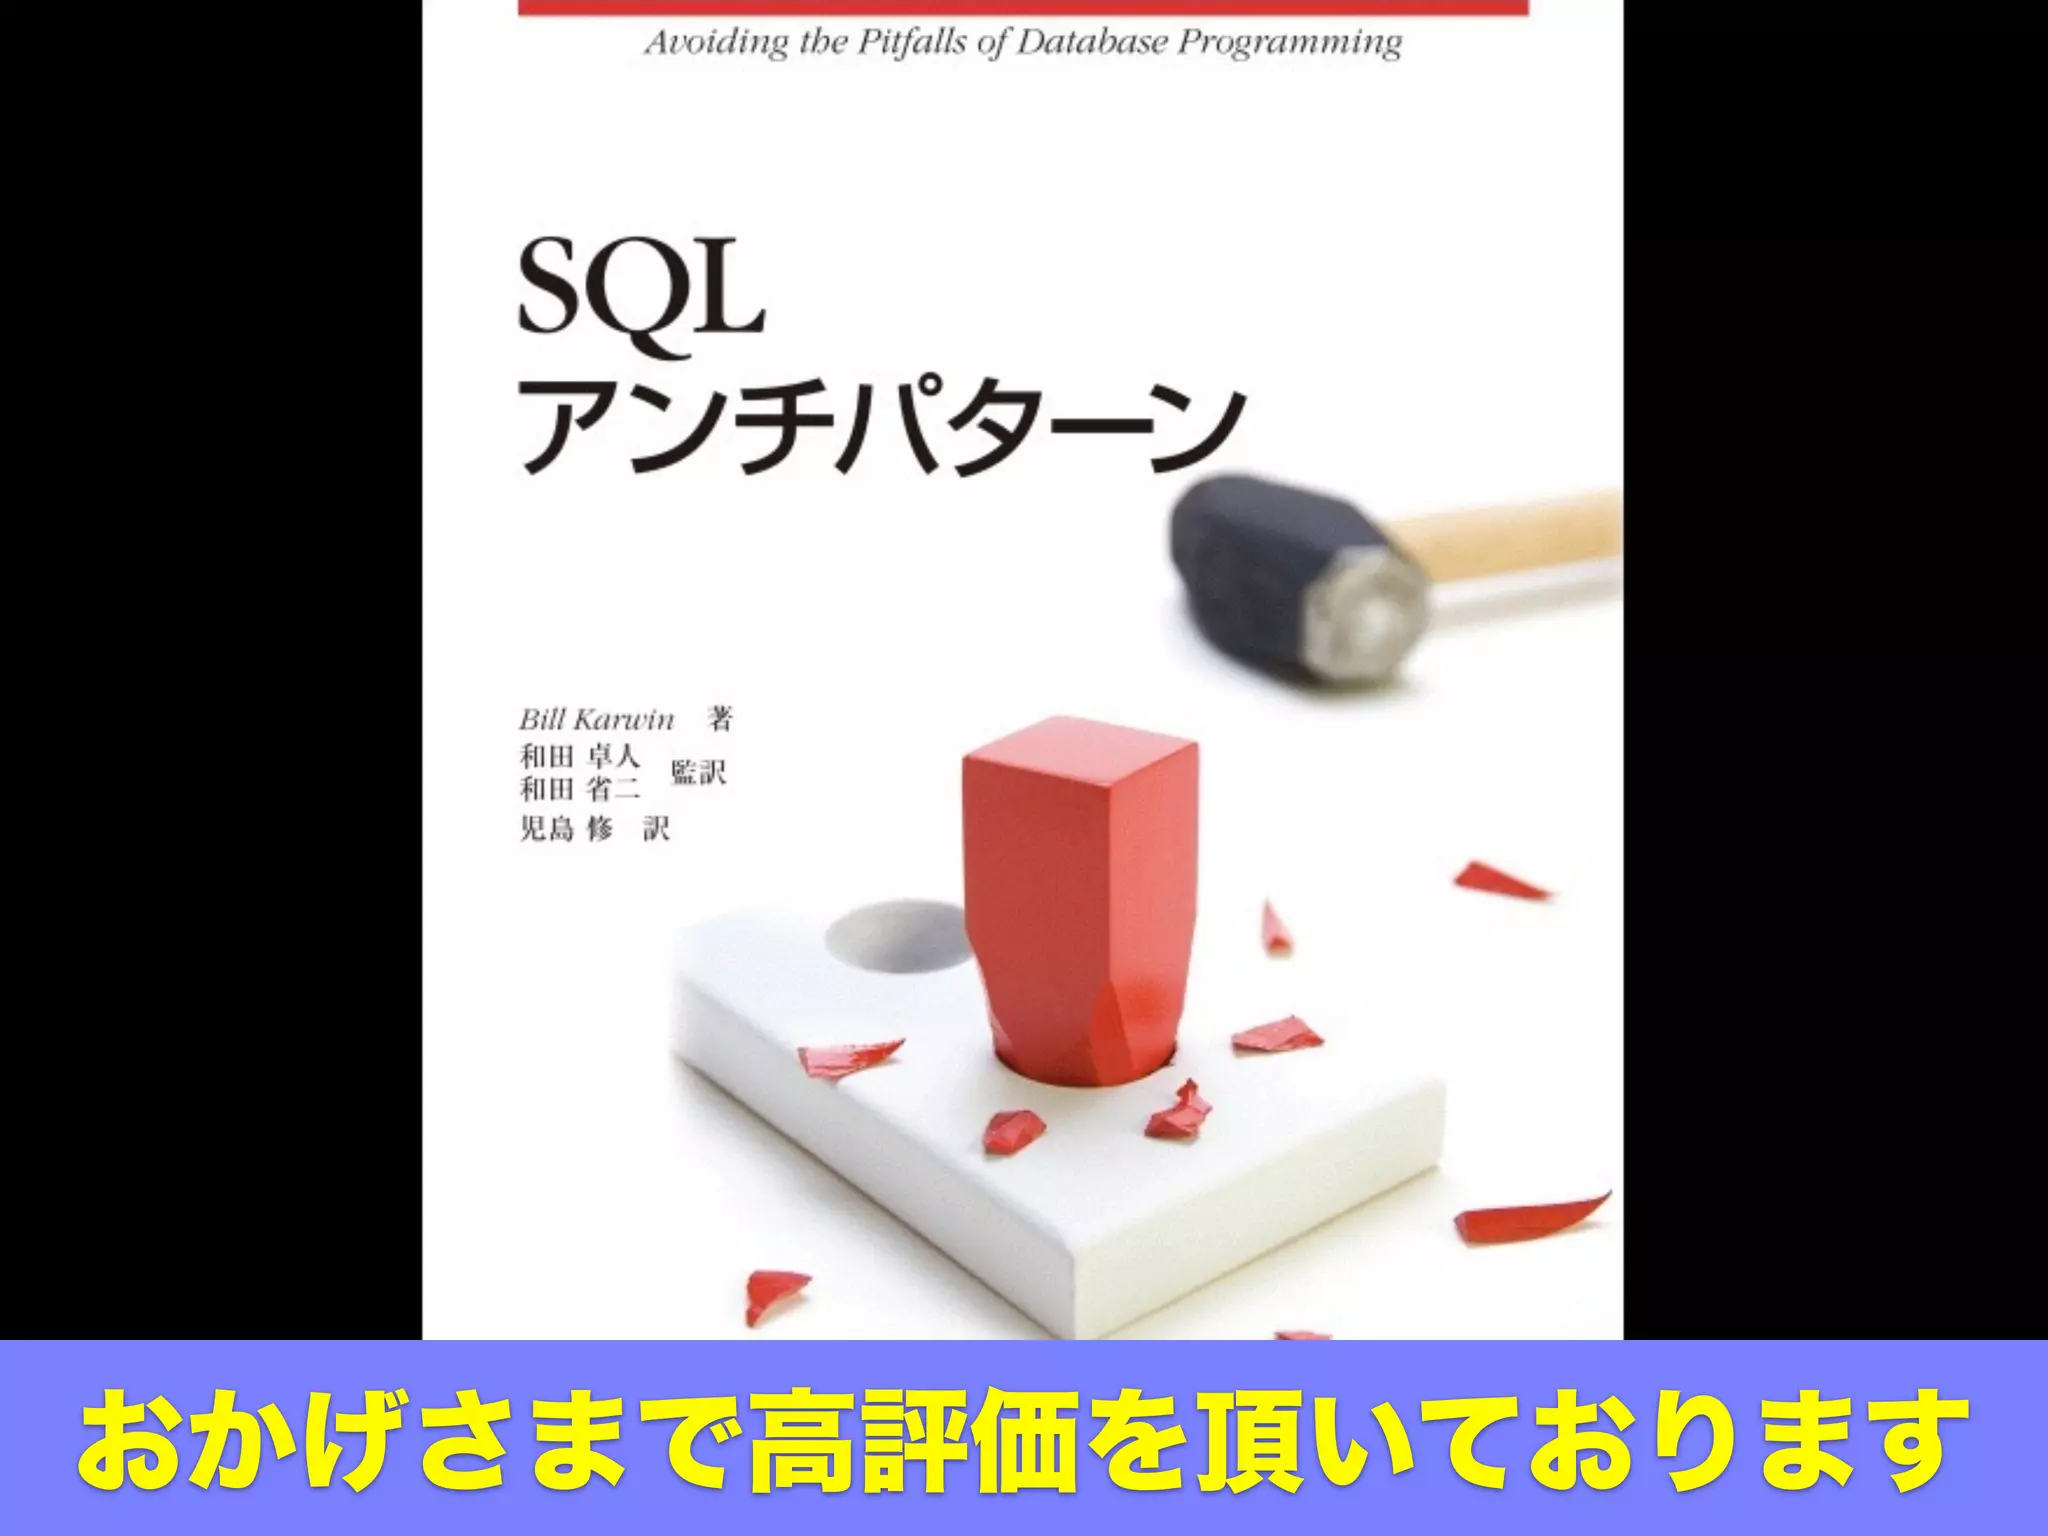 Avoiding the Pitfalls of Database Programming
SQL
アンチパターン
Bill Karwin 著
和田 卓人
和田 省二 監訳
児島 修 訳
おかげさまで高評価を頂いております